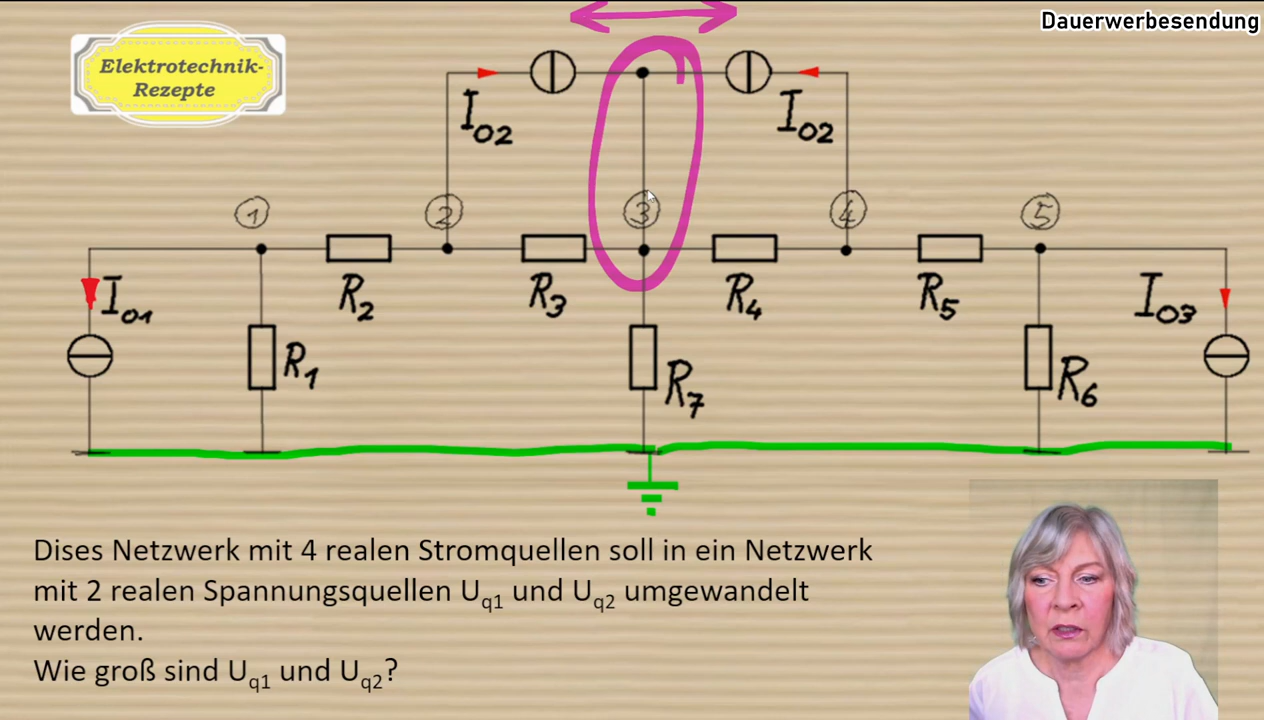 Dauerwerbesendung
Elektrotechnik-
Rezepte
I02 I02
1 2 3 4 5
I01 R2 R3 R4 R5 I03
R1 R7 R6
Dises Netzwerk mit 4 realen Stromquellen soll in ein Netzwerk
mit 2 realen Spannungsquellen Uq1 und Uq2 umgewandelt
werden.
Wie groß sind Uq1 und Uq2?